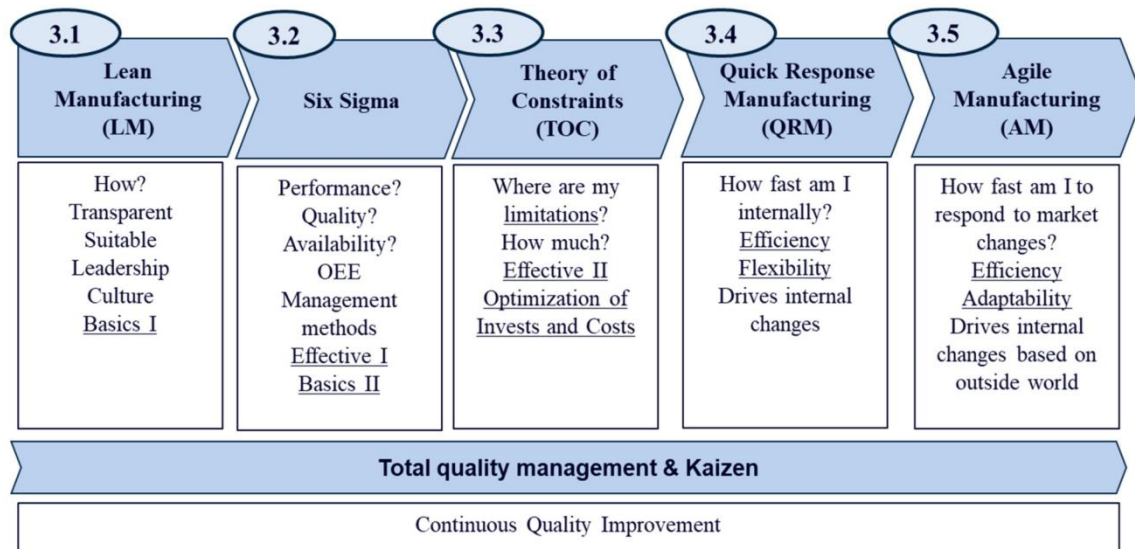 3.1
Lean
Manufacturing
(LM)
How?
Transparent
Suitable
Leadership
Culture
Basics I
3.2
Six Sigma
Performance?
Quality?
Availability?
OEE
Management
methods
Effective I
Basics II
3.3
Theory of
Constraints
(TOC)
Where are my
limitations?
How much?
Effective II
Optimization of
Invests and Costs
3.4
Quick Response
Manufacturing
(QRM)
How fast am I
internally?
Efficiency
Flexibility
Drives internal
changes
3.5
Agile
Manufacturing
(AM)
How fast am I to
respond to market
changes?
Efficiency
Adaptability
Drives internal
changes based on
outside world
Total quality management & Kaizen
Continuous Quality Improvement